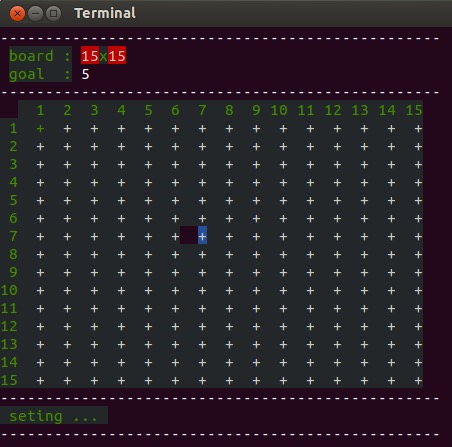 Terminal
-------------------------------------------------
board : 15x15
goal  : 5
-------------------------------------------------
    1  2  3  4  5  6  7  8  9  10 11 12 13 14 15
1   +  +  +  +  +  +  +  +  +  +  +  +  +  +  +
2   +  +  +  +  +  +  +  +  +  +  +  +  +  +  +
3   +  +  +  +  +  +  +  +  +  +  +  +  +  +  +
4   +  +  +  +  +  +  +  +  +  +  +  +  +  +  +
5   +  +  +  +  +  +  +  +  +  +  +  +  +  +  +
6   +  +  +  +  +  +  +  +  +  +  +  +  +  +  +
7   +  +  +  +  +  +  +  +  +  +  +  +  +  +  +
8   +  +  +  +  +  +  +  +  +  +  +  +  +  +  +
9   +  +  +  +  +  +  +  +  +  +  +  +  +  +  +
10  +  +  +  +  +  +  +  +  +  +  +  +  +  +  +
11  +  +  +  +  +  +  +  +  +  +  +  +  +  +  +
12  +  +  +  +  +  +  +  +  +  +  +  +  +  +  +
13  +  +  +  +  +  +  +  +  +  +  +  +  +  +  +
14  +  +  +  +  +  +  +  +  +  +  +  +  +  +  +
15  +  +  +  +  +  +  +  +  +  +  +  +  +  +  +
-------------------------------------------------
seting ...
-------------------------------------------------